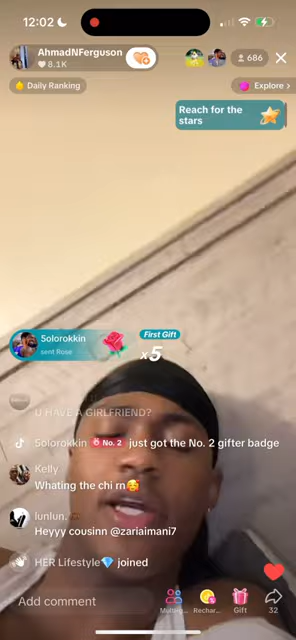 12:02
AhmadNFerguson
8.1K
686
Daily Ranking
Explore >
Reach for the
stars
Solorokkin
sent Rose
First Gift
x5
U HAVE A GIRLFRIEND?
Solorokkin No. 2 just got the No. 2 gifter badge
Kelly
Whating the chi rn🥰
lunlun.
Heyyy cousinn @zariaimani7
HER Lifestyle💎 joined
Add comment
Multi-g...
Rechar...
Gift
32